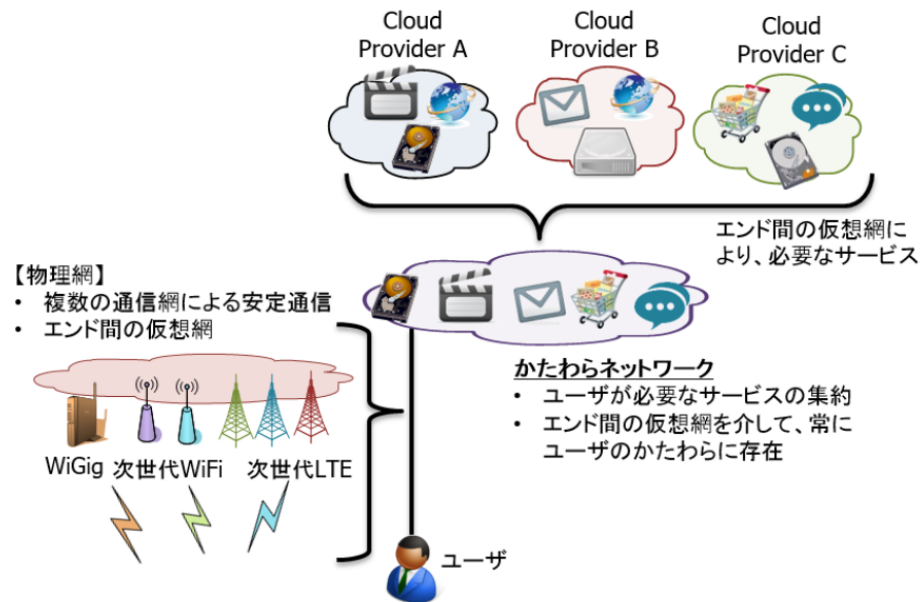 Cloud
Provider A
Cloud
Provider B
Cloud
Provider C
エンド間の仮想網に
より、必要なサービス
【物理網】
• 複数の通信網による安定通信
• エンド間の仮想網
かたわらネットワーク
• ユーザが必要なサービスの集約
• エンド間の仮想網を介して、常に
ユーザのかたわらに存在
WiGig 次世代WiFi 次世代LTE
ユーザ